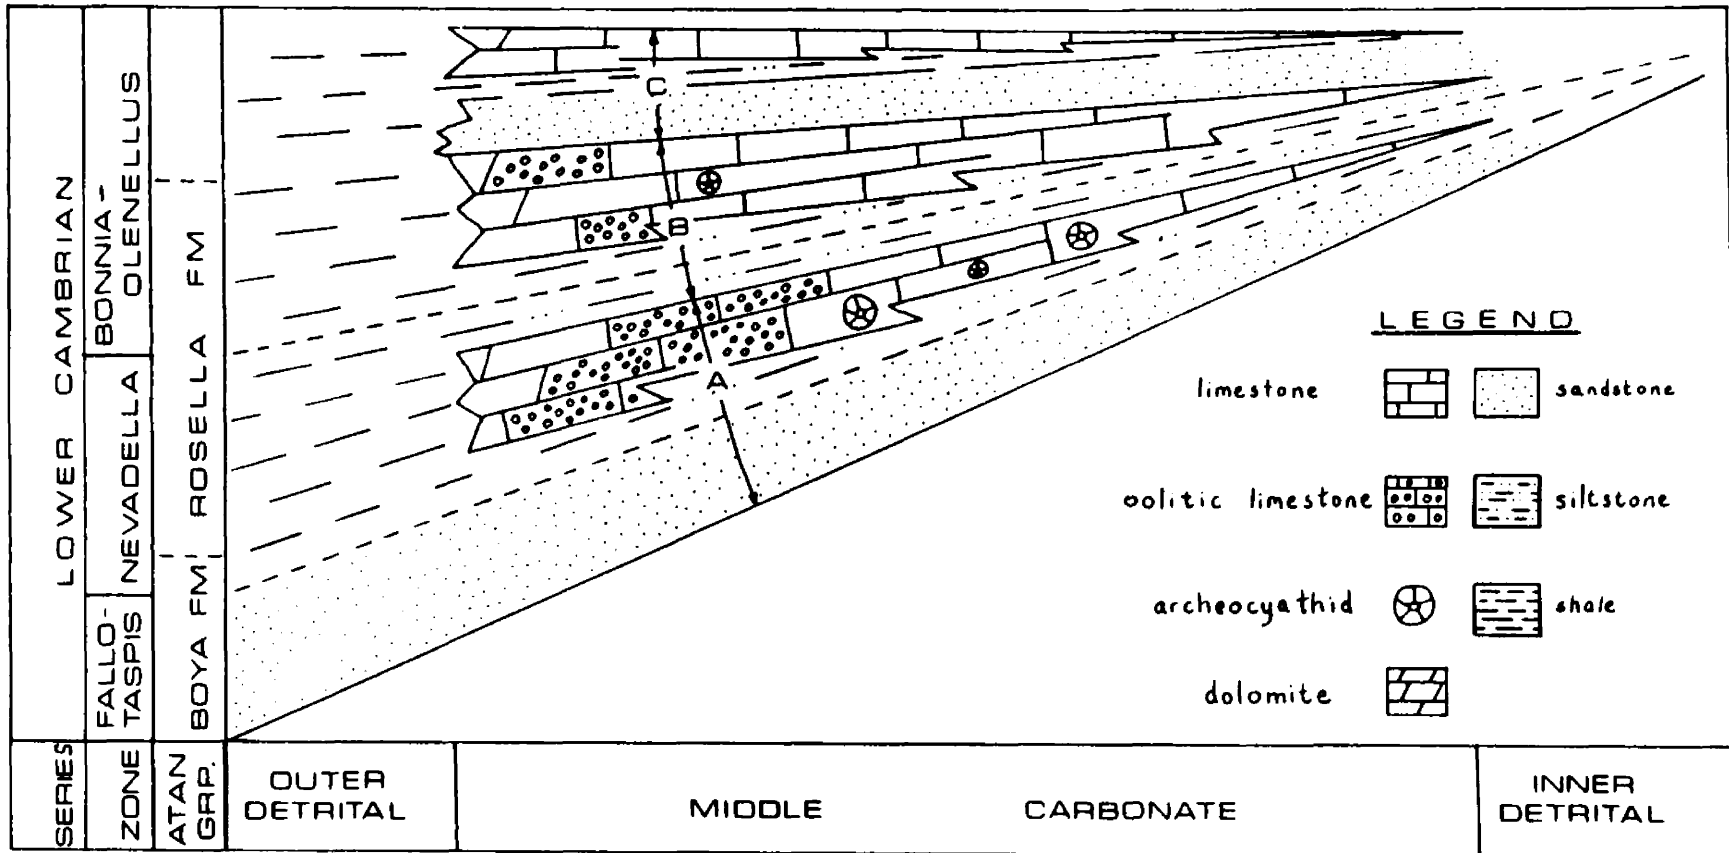 LOWER CAMBRIAN
BONNIA -
OLENELLUS
NEVADELLA
FALLO-
TASPIS
ROSELLA FM
BOYA FM
SERIES
ZONE
ATAN
GRP.
C
B
A
LEGEND
limestone
sandstone
oolitic limestone
siltstone
archeocyathid
shale
dolomite
OUTER
DETRITAL
MIDDLE CARBONATE
INNER
DETRITAL